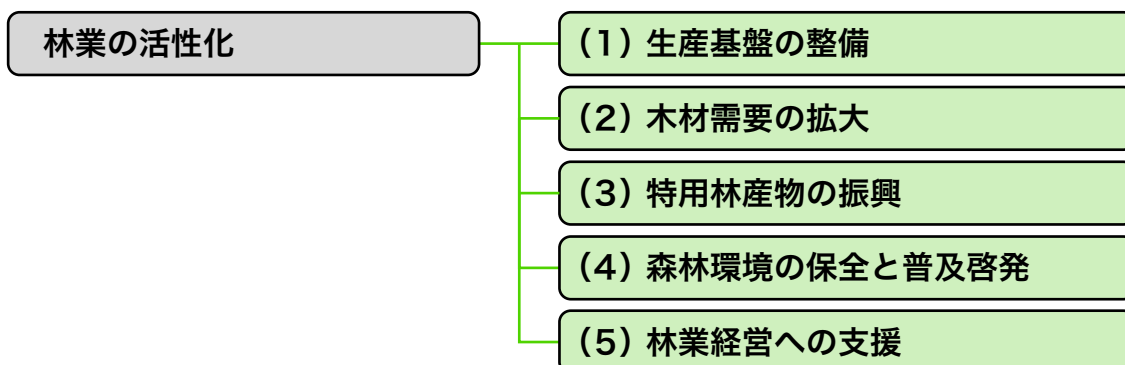 林業の活性化
（1）生産基盤の整備
（2）木材需要の拡大
（3）特用林産物の振興
（4）森林環境の保全と普及啓発
（5）林業経営への支援